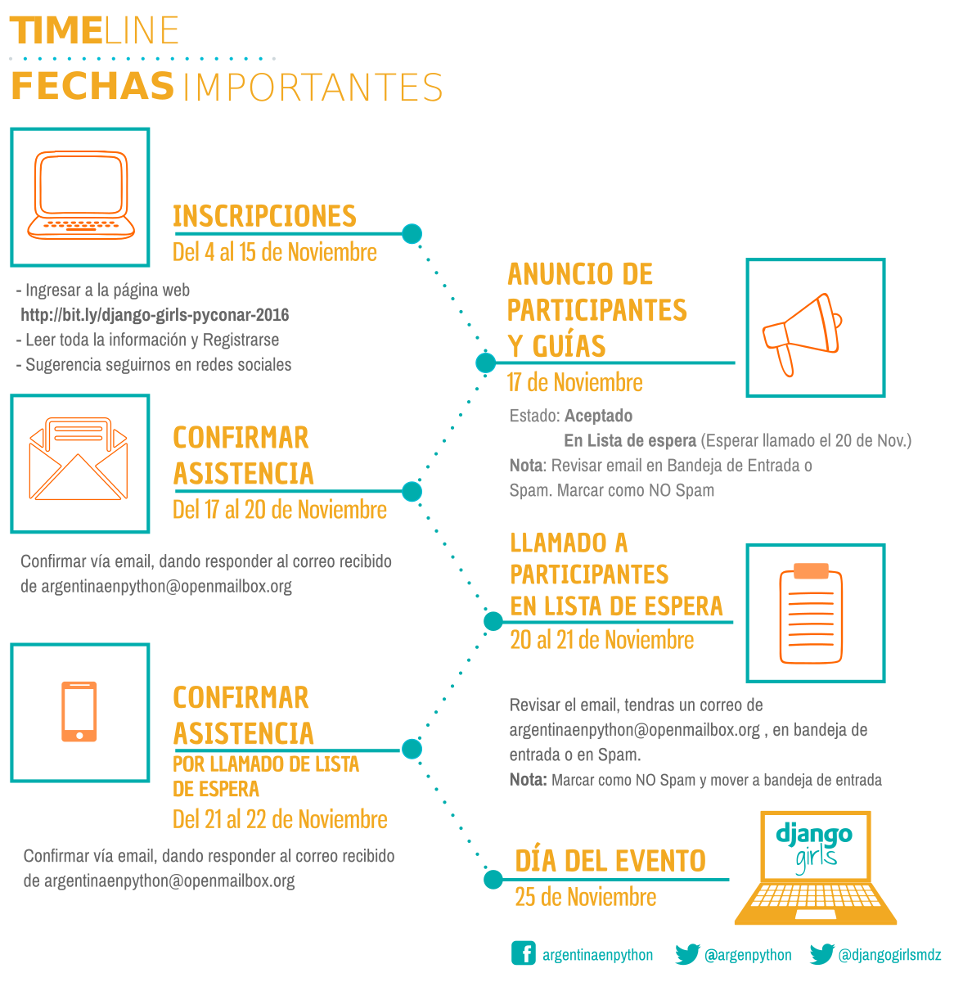 TIMELINE
FECHAS IMPORTANTES
INSCRIPCIONES
Del 4 al 15 de Noviembre
- Ingresar a la página web
http://bit.ly/django-girls-pyconar-2016
- Leer toda la información y Registrarse
- Sugerencia seguirnos en redes sociales
ANUNCIO DE
PARTICIPANTES
Y GUÍAS
17 de Noviembre
Estado: Aceptado
En Lista de espera (Esperar llamado el 20 de Nov.)
Nota: Revisar email en Bandeja de Entrada o
Spam. Marcar como NO Spam
CONFIRMAR
ASISTENCIA
Del 17 al 20 de Noviembre
Confirmar vía email, dando responder al correo recibido
de argentinaenpython@openmailbox.org
LLAMADO A
PARTICIPANTES
EN LISTA DE ESPERA
20 al 21 de Noviembre
Revisar el email, tendras un correo de
argentinaenpython@openmailbox.org , en bandeja de
entrada o en Spam.
Nota: Marcar como NO Spam y mover a bandeja de entrada
CONFIRMAR
ASISTENCIA
POR LLAMADO DE LISTA
DE ESPERA
Del 21 al 22 de Noviembre
Confirmar vía email, dando responder al correo recibido
de argentinaenpython@openmailbox.org
DÍA DEL EVENTO
25 de Noviembre
django
girls
argentinaenpython @argenpython @djangogirlsmdz